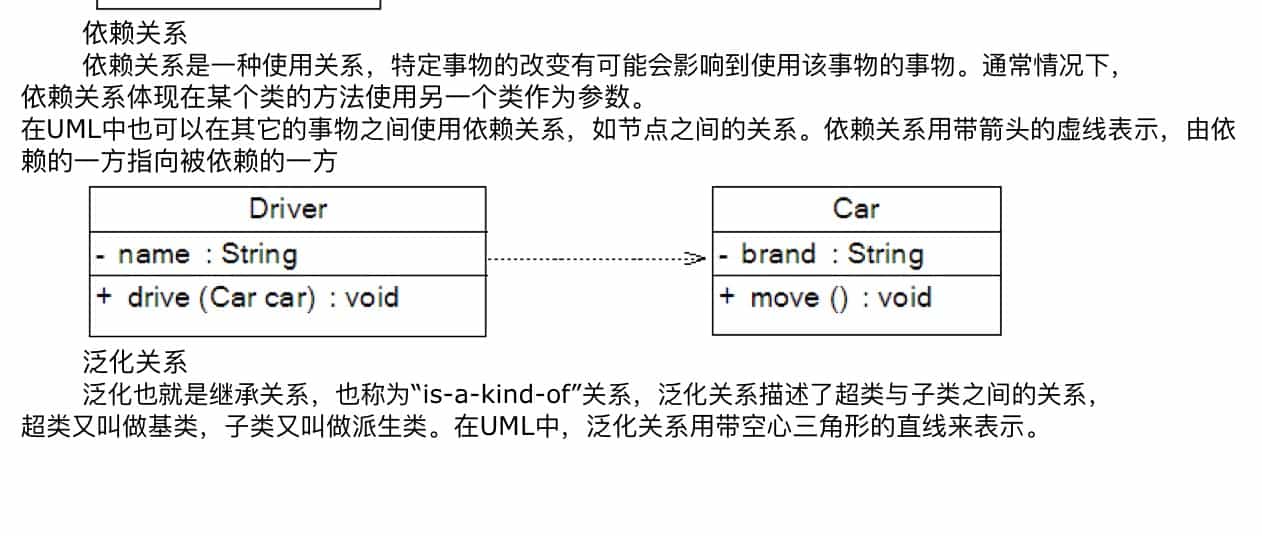 依赖关系
依赖关系是一种使用关系，特定事物的改变有可能会影响到使用该事物的事物。通常情况下，
依赖关系体现在某个类的方法使用另一个类作为参数。
在UML中也可以在其它的事物之间使用依赖关系，如节点之间的关系。依赖关系用带箭头的虚线表示，由依
赖的一方指向被依赖的一方
Driver
- name : String
+ drive (Car car) : void
Car
- brand : String
+ move () : void
泛化关系
泛化也就是继承关系，也称为“is-a-kind-of”关系，泛化关系描述了超类与子类之间的关系，
超类又叫做基类，子类又叫做派生类。在UML中，泛化关系用带空心三角形的直线来表示。